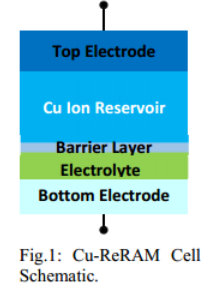 Top Electrode
Cu Ion Reservoir
Barrier Layer
Electrolyte
Bottom Electrode
Fig.1: Cu-ReRAM Cell
Schematic.